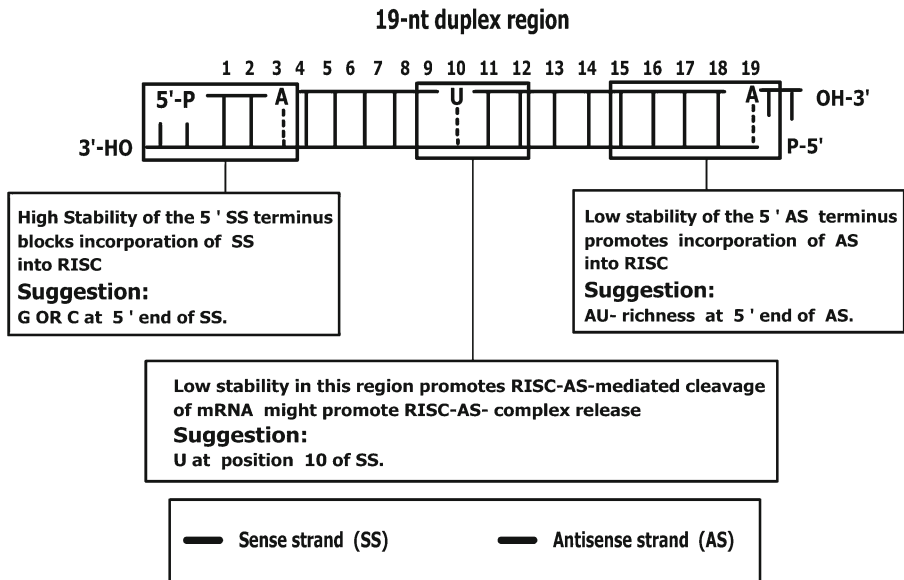 19-nt duplex region
1 2 3 4 5 6 7 8 9 10 11 12 13 14 15 16 17 18 19
5'-P A U A OH-3'
3'-HO P-5'
High Stability of the 5 ' SS terminus
blocks incorporation of SS
into RISC
Suggestion:
G OR C at 5 ' end of SS.
Low stability of the 5 ' AS terminus
promotes incorporation of AS
into RISC
Suggestion:
AU- richness at 5 ' end of AS.
Low stability in this region promotes RISC-AS-mediated cleavage
of mRNA might promote RISC-AS- complex release
Suggestion:
U at position 10 of SS.
Sense strand (SS) Antisense strand (AS)